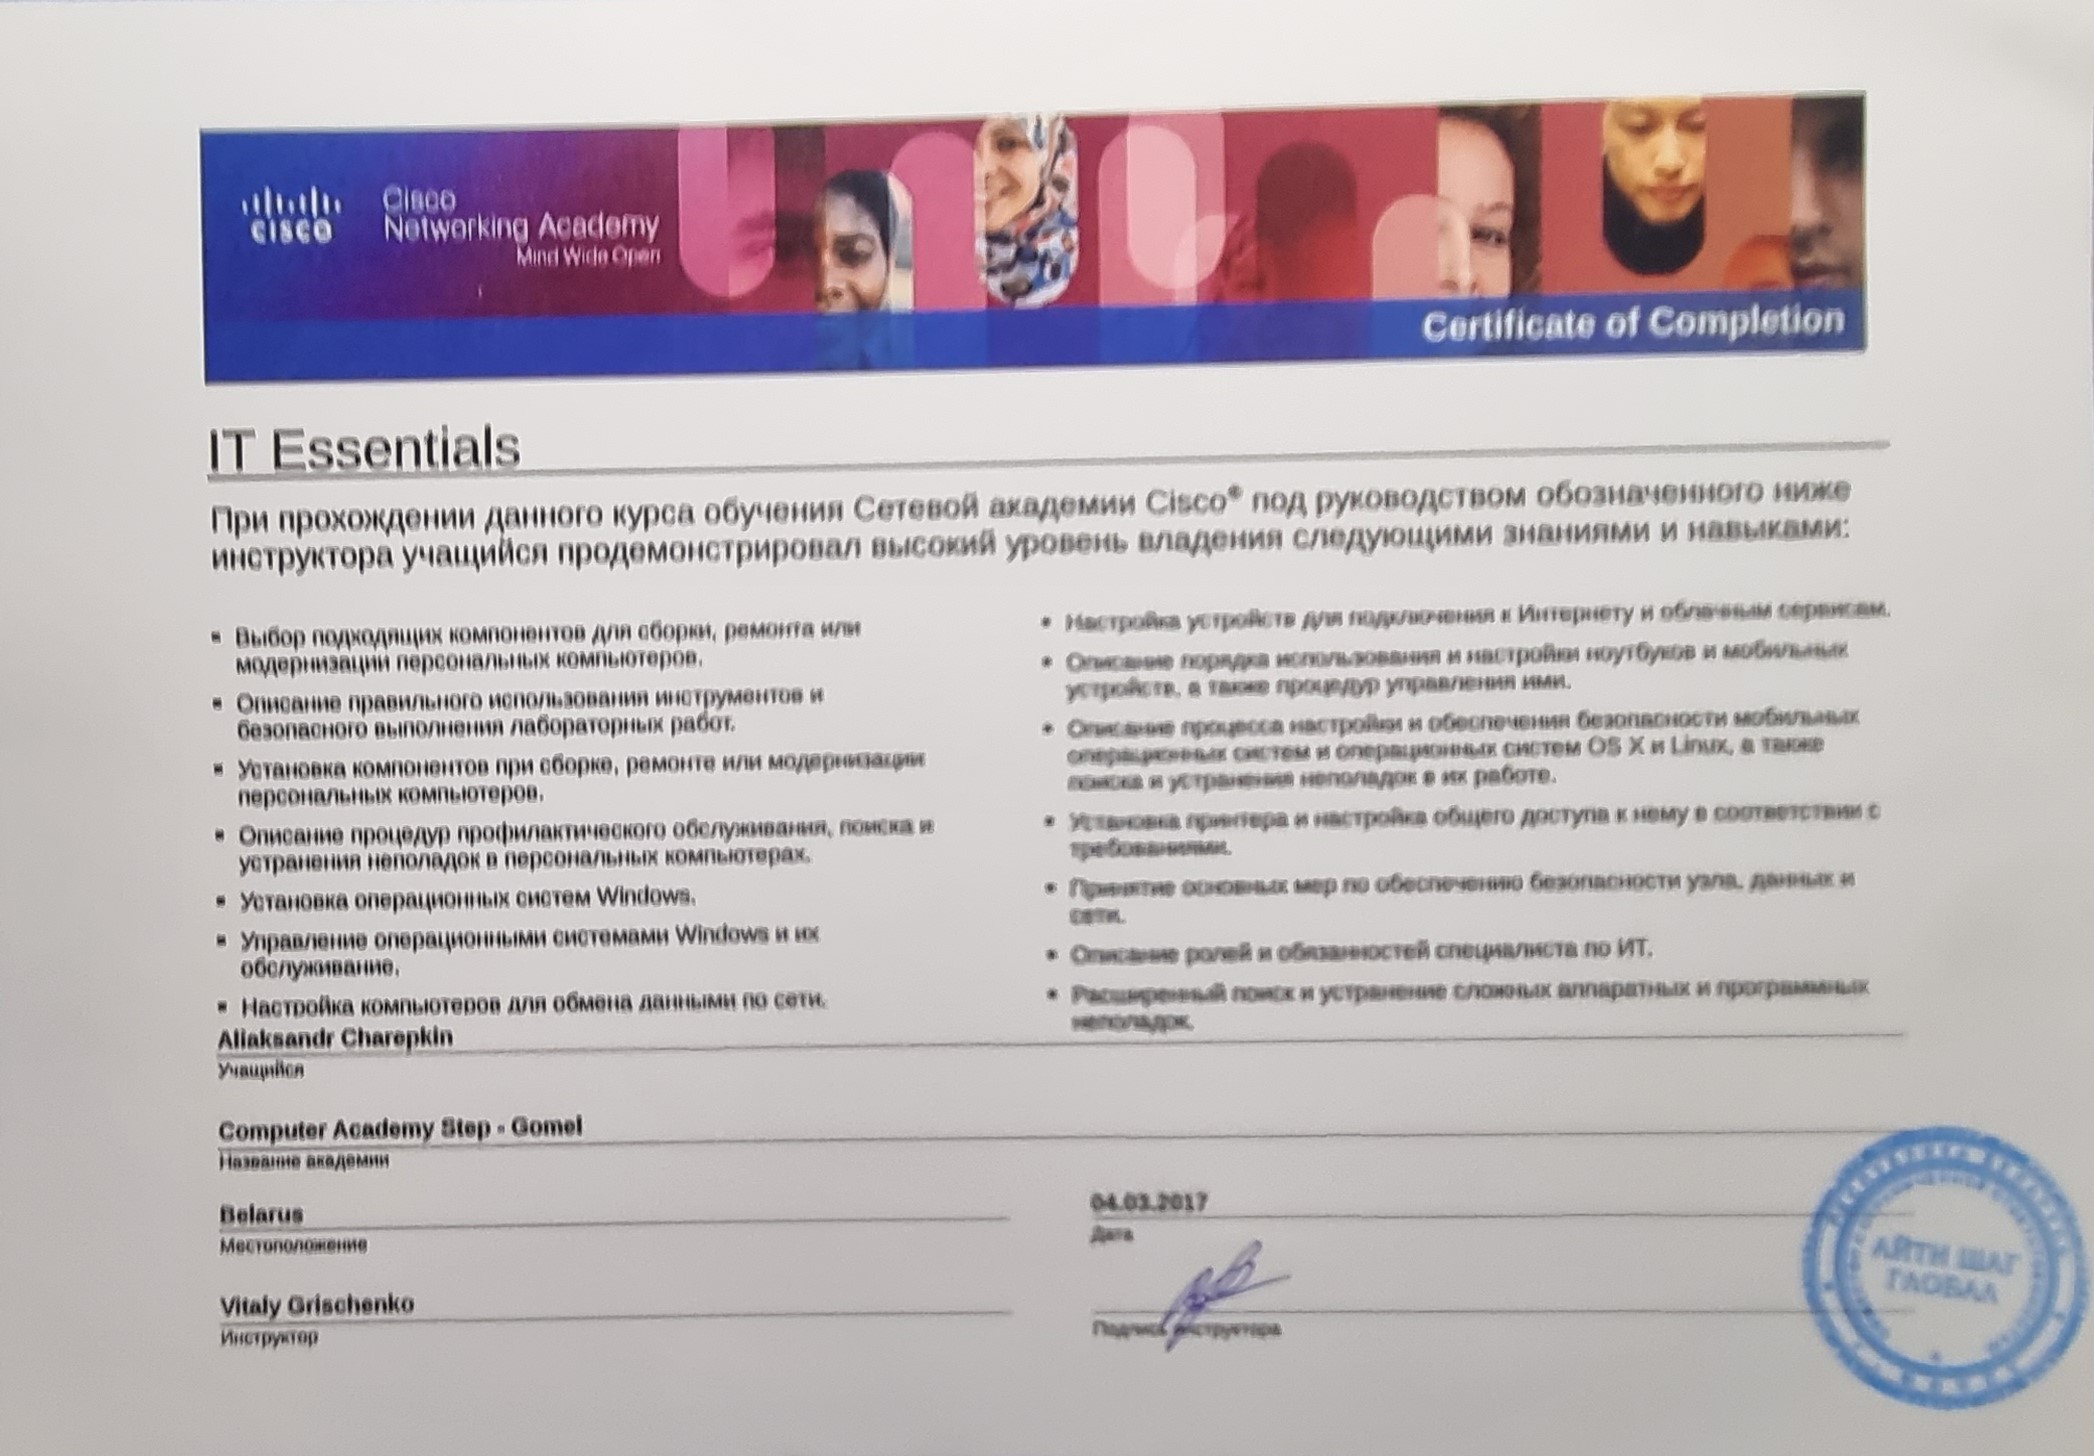 cisco
Cisco
Networking Academy
Mind Wide Open
Certificate of Completion
IT Essentials
При прохождении данного курса обучения Сетевой академии Cisco® под руководством обозначенного ниже
инструктора учащийся продемонстрировал высокий уровень владения следующими знаниями и навыками:
▪ Выбор подходящих компонентов для сборки, ремонта или
модернизации персональных компьютеров.
▪ Описание правильного использования инструментов и
безопасного выполнения лабораторных работ.
▪ Установка компонентов при сборке, ремонте или модернизации
персональных компьютеров.
▪ Описание процедур профилактического обслуживания, поиска и
устранения неполадок в персональных компьютерах.
▪ Установка операционных систем Windows.
▪ Управление операционными системами Windows и их
обслуживание.
▪ Настройка компьютеров для обмена данными по сети.
• Настройка устройств для подключения к Интернету и облачным сервисам.
• Описание порядка использования и настройки ноутбуков и мобильных
устройств, а также процедур управления ими.
• Описание процесса настройки и обеспечения безопасности мобильных
операционных систем и операционных систем OS X и Linux, а также
поиска и устранения неполадок в их работе.
• Установка принтера и настройка общего доступа к нему в соответствии с
требованиями.
• Принятие основных мер по обеспечению безопасности узла, данных и
сети.
• Описание ролей и обязанностей специалиста по ИТ.
• Расширенный поиск и устранение сложных аппаратных и программных
неполадок.
Aliaksandr Charepkin
Учащийся
Computer Academy Step - Gomel
Название академии
Belarus
Местоположение
04.03.2017
Дата
Vitaly Grischenko
Инструктор
Подпись инструктора
АЙТИ ШАГ
ГЛОБАЛ